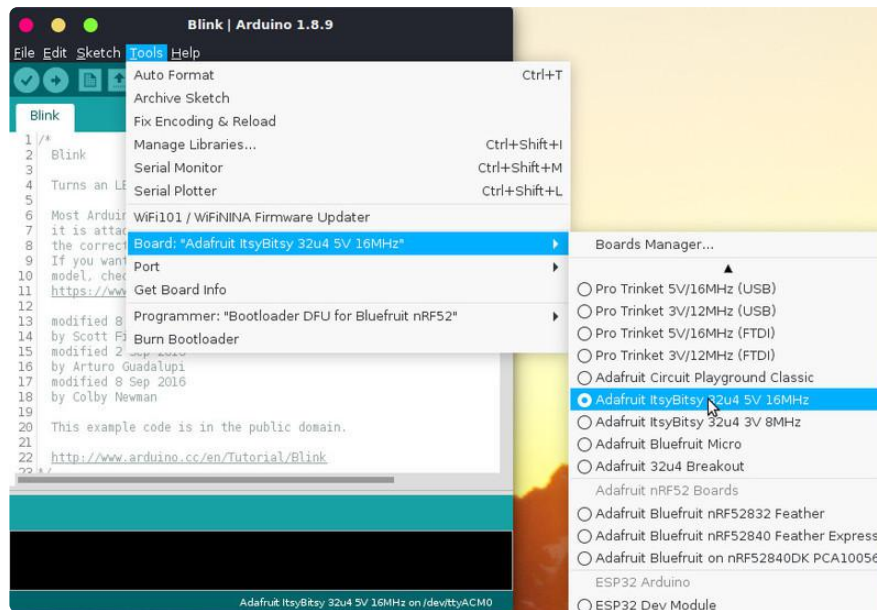 Blink | Arduino 1.8.9
File Edit Sketch Tools Help
Auto Format Ctrl+T
Archive Sketch
Fix Encoding & Reload
Manage Libraries... Ctrl+Shift+I
Serial Monitor Ctrl+Shift+M
Serial Plotter Ctrl+Shift+L
WiFi101 / WiFiNINA Firmware Updater
Board: "Adafruit ItsyBitsy 32u4 5V 16MHz"
Port
Get Board Info
Programmer: "Bootloader DFU for Bluefruit nRF52"
Burn Bootloader
Blink
1 /*
2 Blink
3
4 Turns an
5
6 Most
7 it is
8 the correct
9 If you want
10 model,
11 https://www
12
13 modified 8
14 by Scott
15 modified 2 Sep 2016
16 by Arturo Guadalupi
17 modified 8 Sep 2016
18 by Colby Newman
19
20 This example code is in the public domain.
21
22 http://www.arduino.cc/en/Tutorial/Blink
23 */
Boards Manager...
Pro Trinket 5V/16MHz (USB)
Pro Trinket 3V/12MHz (USB)
Pro Trinket 5V/16MHz (FTDI)
Pro Trinket 3V/12MHz (FTDI)
Adafruit Circuit Playground Classic
Adafruit ItsyBitsy 32u4 5V 16MHz
Adafruit ItsyBitsy 32u4 3V 8MHz
Adafruit Bluefruit Micro
Adafruit 32u4 Breakout
Adafruit nRF52 Boards
Adafruit Bluefruit nRF52832 Feather
Adafruit Bluefruit nRF52840 Feather Express
Adafruit Bluefruit on nRF52840DK PCA10056
ESP32 Arduino
ESP32 Dev Module
Adafruit ItsyBitsy 32u4 5V 16MHz on /dev/ttyACM0